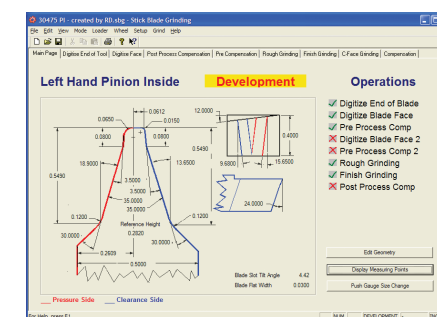 30475 PI - created by RD.sbg - Stick Blade Grinding
File Edit View Mode Loader Wheel Setup Grind Help
Main Page Digitize End of Tool Digitize Face Post Process Compensation Pre Compensation Rough Grinding Finish Grinding C-Face Grinding Compensation
Left Hand Pinion Inside
Development
Operations
0.0650
0.0612
0.0150
0.0800
0.0800
0.5490
0.5490
18.9000
13.6500
3.5000
3.5000
35.0000
35.0000
0.1200
0.1200
Reference Height
0.2820
30.0000
30.0000
0.2609
0.5000
12.0000
0.4000
9.6800
15.6500
24.0000
Blade Slot Tilt Angle 4.42
Blade Flat Width 0.0300
Pressure Side
Clearance Side
Digitize End of Blade
Digitize Blade Face
Pre Process Comp
Digitize Blade Face 2
Pre Process Comp 2
Rough Grinding
Finish Grinding
Post Process Comp
Edit Geometry
Display Measuring Points
Push Gauge Size Change
For Help, press F1
NUM
DEVELOPMENT